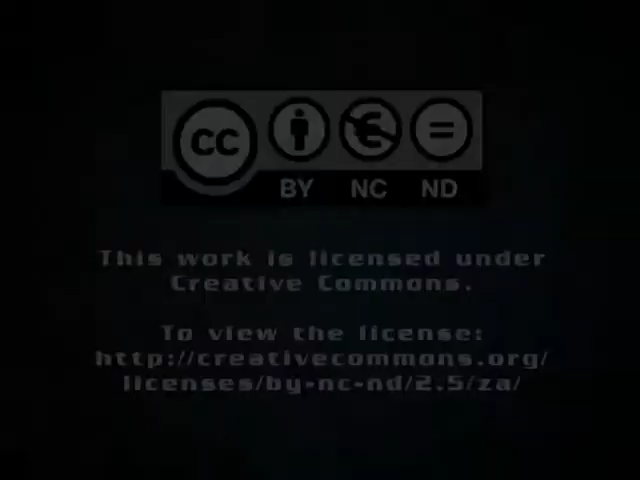 cc
BY NC ND
This work is licensed under
Creative Commons.
To view the license:
http://creativecommons.org/
licenses/by-nc-nd/2.5/za/